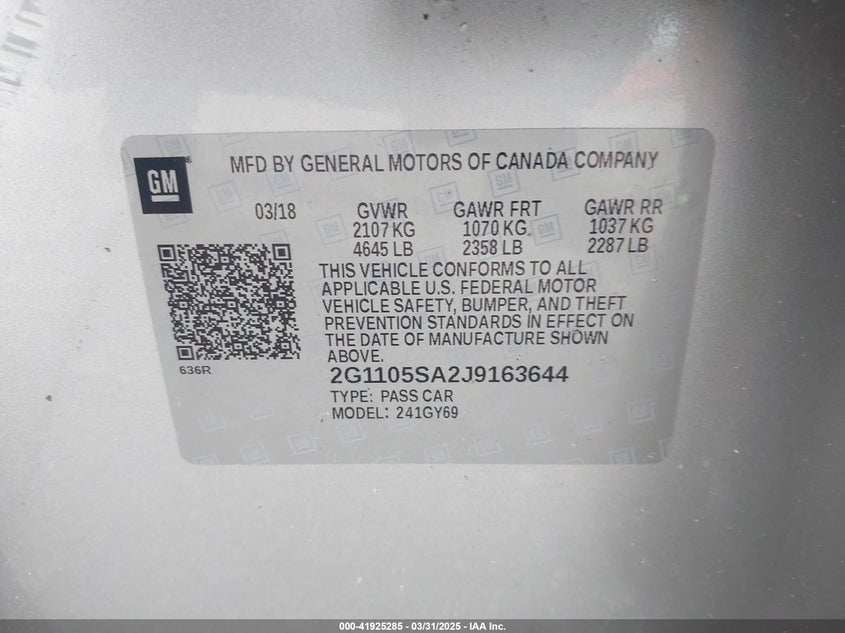 GM
MFD BY GENERAL MOTORS OF CANADA COMPANY
03/18 GVWR GAWR FRT GAWR RR
2107 KG 1070 KG 1037 KG
4645 LB 2358 LB 2287 LB
THIS VEHICLE CONFORMS TO ALL
APPLICABLE U.S. FEDERAL MOTOR
VEHICLE SAFETY, BUMPER, AND THEFT
PREVENTION STANDARDS IN EFFECT ON
THE DATE OF MANUFACTURE SHOWN
ABOVE.
636R
2G1105SA2J9163644
TYPE: PASS CAR
MODEL: 241GY69
000-41925285 - 03/31/2025 - IAA Inc.